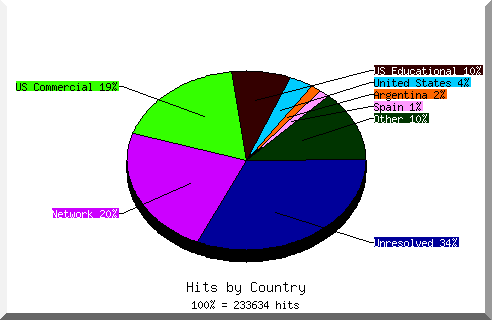 US Educational 10%
United States 4%
US Commercial 19%
Argentina 2%
Spain 1%
Other 10%
Network 20%
Unresolved 34%
Hits by Country
100% = 233634 hits